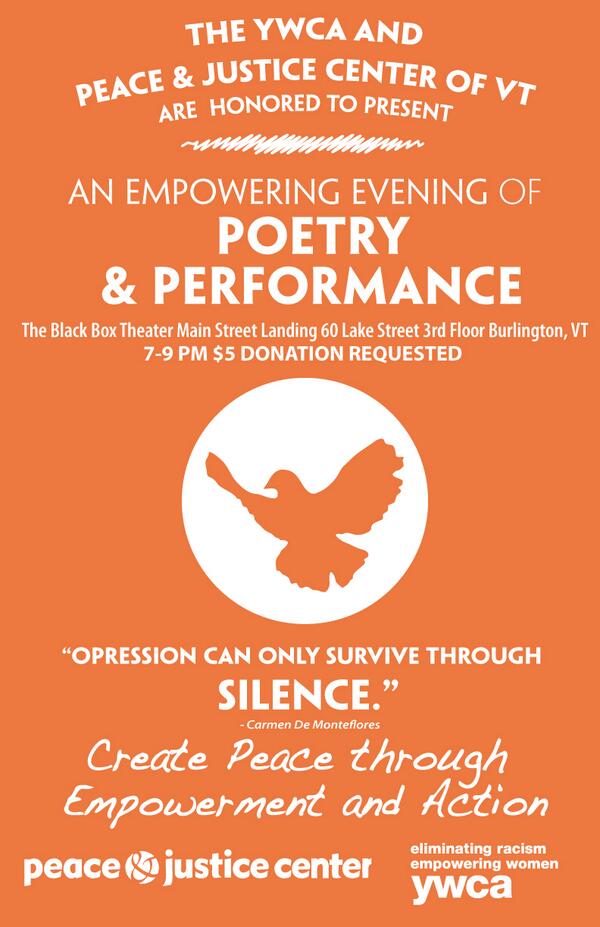 THE YWCA AND
PEACE & JUSTICE CENTER OF VT
ARE HONORED TO PRESENT
AN EMPOWERING EVENING OF
POETRY
& PERFORMANCE
The Black Box Theater Main Street Landing 60 Lake Street 3rd Floor Burlington, VT
7-9 PM $5 DONATION REQUESTED
“OPRESSION CAN ONLY SURVIVE THROUGH
SILENCE.”
- Carmen De Monteflores
Create Peace through
Empowerment and Action
peace & justice center
eliminating racism
empowering women
ywca